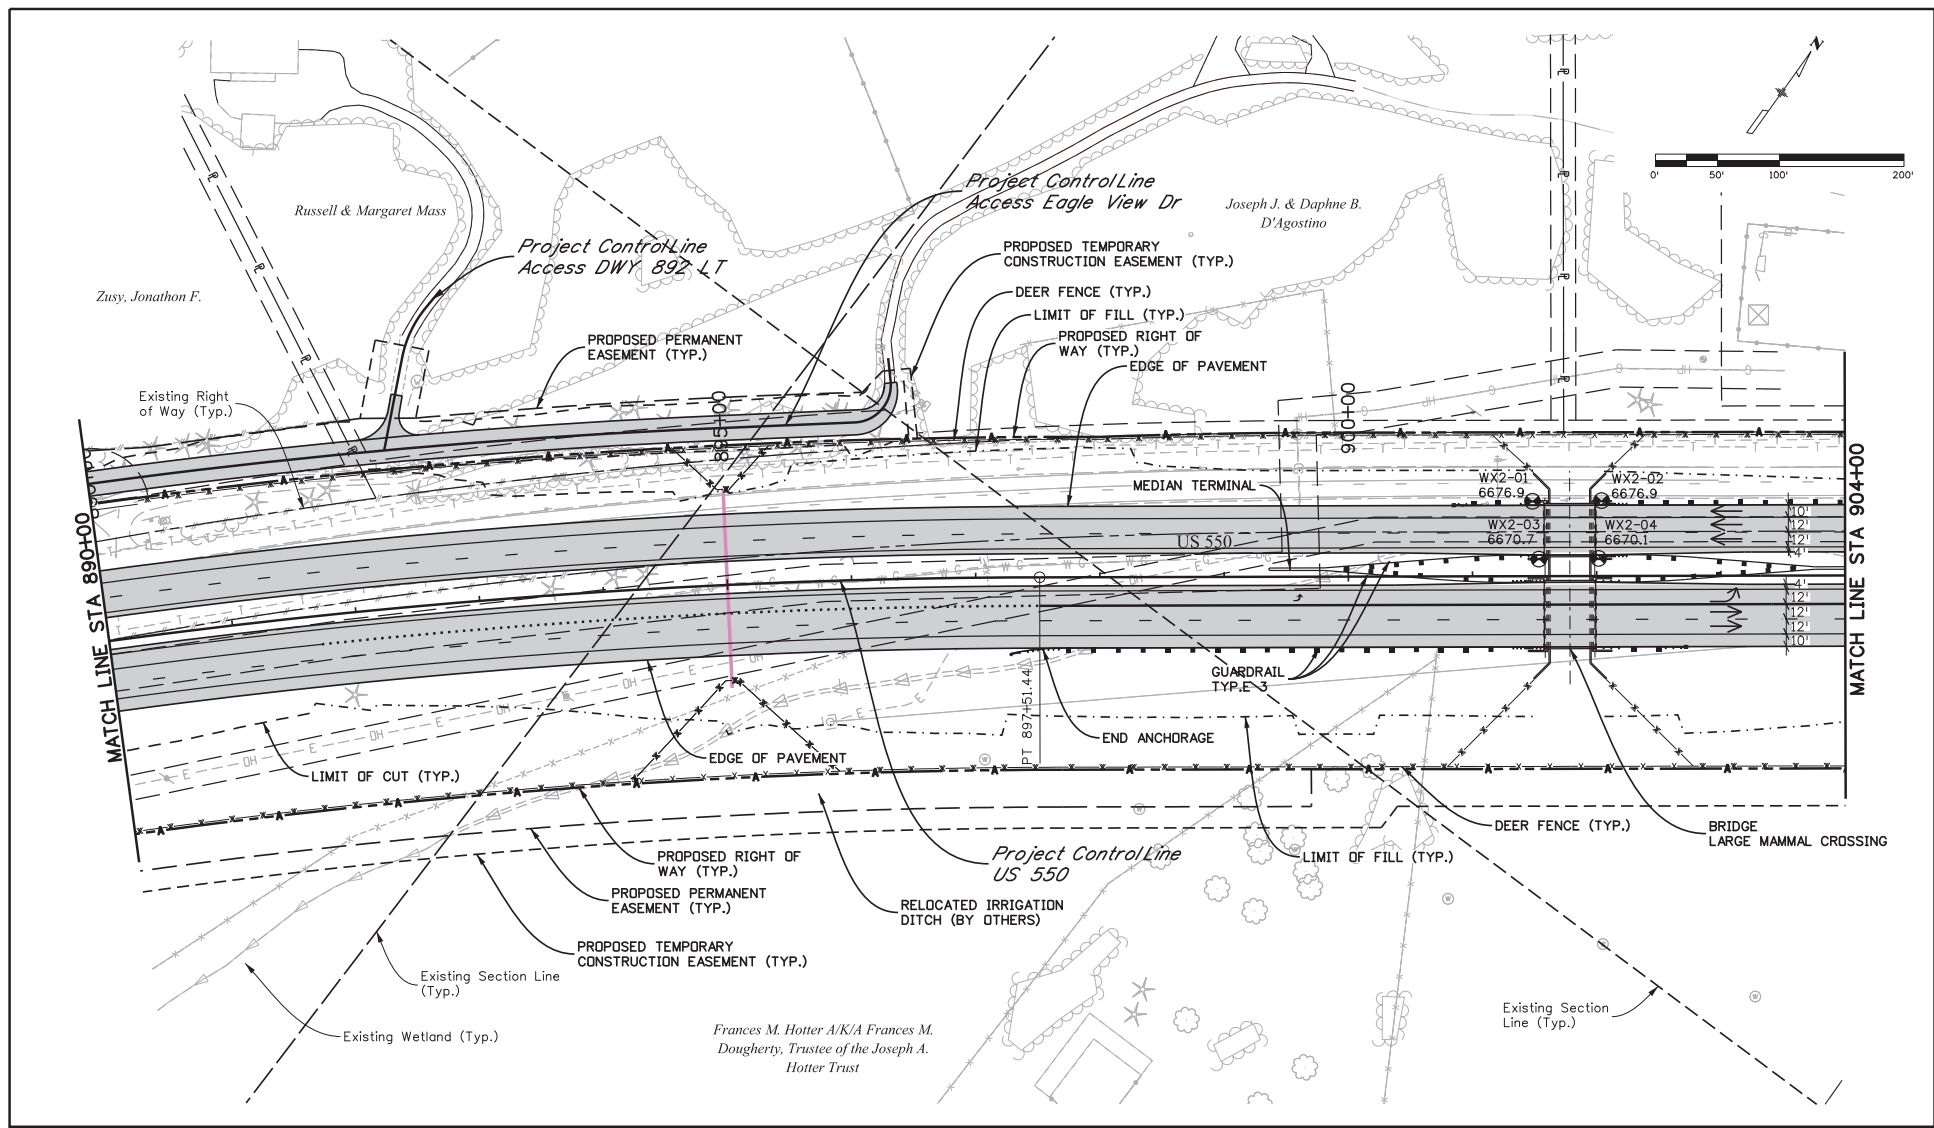 N
0' 50' 100' 200'
Project Control Line
Access Eagle View Dr
Joseph J. & Daphne B.
D'Agostino
Russell & Margaret Mass
Project Control Line
Access DWY 892 LT
PROPOSED TEMPORARY
CONSTRUCTION EASEMENT (TYP.)
Zusy, Jonathon F.
DEER FENCE (TYP.)
LIMIT OF FILL (TYP.)
PROPOSED RIGHT OF
WAY (TYP.)
PROPOSED PERMANENT
EASEMENT (TYP.)
EDGE OF PAVEMENT
Existing Right
of Way (Typ.)
895+00
900+00
MEDIAN TERMINAL
WX2-01
6676.9
WX2-02
6676.9
WX2-03
6670.7
WX2-04
6670.1
US 550
10'
12'
12'
4'
4'
12'
12'
12'
10'
MATCH LINE STA 890+00
MATCH LINE STA 904+00
GUARDRAIL
TYP.E 3
PT 897+51.44
END ANCHORAGE
EDGE OF PAVEMENT
LIMIT OF CUT (TYP.)
DEER FENCE (TYP.)
BRIDGE
LARGE MAMMAL CROSSING
PROPOSED RIGHT OF
WAY (TYP.)
Project Control Line
US 550
LIMIT OF FILL (TYP.)
PROPOSED PERMANENT
EASEMENT (TYP.)
RELOCATED IRRIGATION
DITCH (BY OTHERS)
PROPOSED TEMPORARY
CONSTRUCTION EASEMENT (TYP.)
Existing Section Line
(Typ.)
Existing Section
Line (Typ.)
Existing Wetland (Typ.)
Frances M. Hotter A/K/A Frances M.
Dougherty, Trustee of the Joseph A.
Hotter Trust